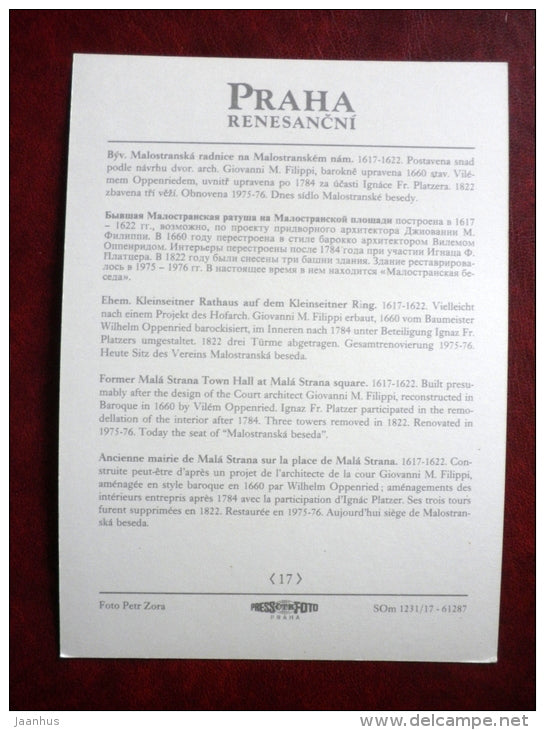 PRAHA
RENESANČNÍ
Býv. Malostranská radnice na Malostranském nám. 1617-1622. Postavena snad
podle návrhu dvor. arch. Giovanni M. Filippi, barokně upravena 1660 stav. Vilé-
mem Oppenriedem, uvnitř upravena po 1784 za účasti Ignáce Fr. Platzera. 1822
zbavena tří věží. Obnovena 1975-76. Dnes sídlo Malostranské besedy.
Бывшая Малостранская ратуша на Малостравской площади построена в 1617
– 1622 гг., возможно, по проекту придворного архитектора Джиованни М.
Филиппи. В 1660 году перестроена в стиле барокко архитектором Вилемом
Оппенридом. Интерьеры перестроены после 1784 года при участии Игнаца Ф.
Платцера. В 1822 году были снесены три башни здания. Здание реставрирова-
лось в 1975 – 1976 гг. В настоящее время в нем находится «Малостранская бе-
седа».
Ehem. Kleinseitner Rathaus auf dem Kleinseitner Ring. 1617-1622. Vielleicht
nach einem Projekt des Hofarch. Giovanni M. Filippi erbaut, 1660 vom Baumeister
Wilhelm Oppenried barockisiert, im Inneren nach 1784 unter Beteiligung Ignaz Fr.
Platzers umgestaltet. 1822 drei Türme abgetragen. Gesamtrenovierung 1975-76.
Heute Sitz des Vereins Malostranská beseda.
Former Malá Strana Town Hall at Malá Strana square. 1617-1622. Built presu-
mably after the design of the Court architect Giovanni M. Filippi, reconstructed in
Baroque in 1660 by Vilém Oppenried. Ignaz Fr. Platzer participated in the remo-
dellation of the interior after 1784. Three towers removed in 1822. Renovated in
1975-76. Today the seat of “Malostranská beseda”.
Ancienne mairie de Malá Strana sur la place de Malá Strana. 1617-1622. Con-
struite peut-être d'après un projet de l'architecte de la cour Giovanni M. Filippi,
aménagée en style baroque en 1660 par Wilhelm Oppenried; aménagements des
intérieurs entrepris après 1784 avec la participation d'Ignác Platzer. Ses trois tours
furent supprimées en 1822. Restaurée en 1975-76. Aujourd'hui siège de Malostran-
ská beseda.
〈17〉
Foto Petr Zora
PRESS ČTK FOTO
PRAHA
SOm 1231/17 - 61287
jaanhus
www.delcampe.net